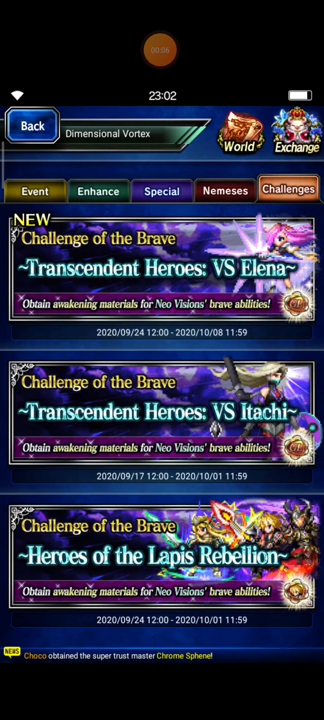 00:06
23:02
Back
Dimensional Vortex
World
Exchange
Event
Enhance
Special
Nemeses
Challenges
NEW
Challenge of the Brave
~Transcendent Heroes: VS Elena~
Obtain awakening materials for Neo Visions' brave abilities!
2020/09/24 12:00 - 2020/10/08 11:59
Challenge of the Brave
~Transcendent Heroes: VS Itachi~
Obtain awakening materials for Neo Visions' brave abilities!
2020/09/17 12:00 - 2020/10/01 11:59
Challenge of the Brave
~Heroes of the Lapis Rebellion~
Obtain awakening materials for Neo Visions' brave abilities!
2020/09/24 12:00 - 2020/10/01 11:59
NEWS
Choco obtained the super trust master Chrome Sphene!